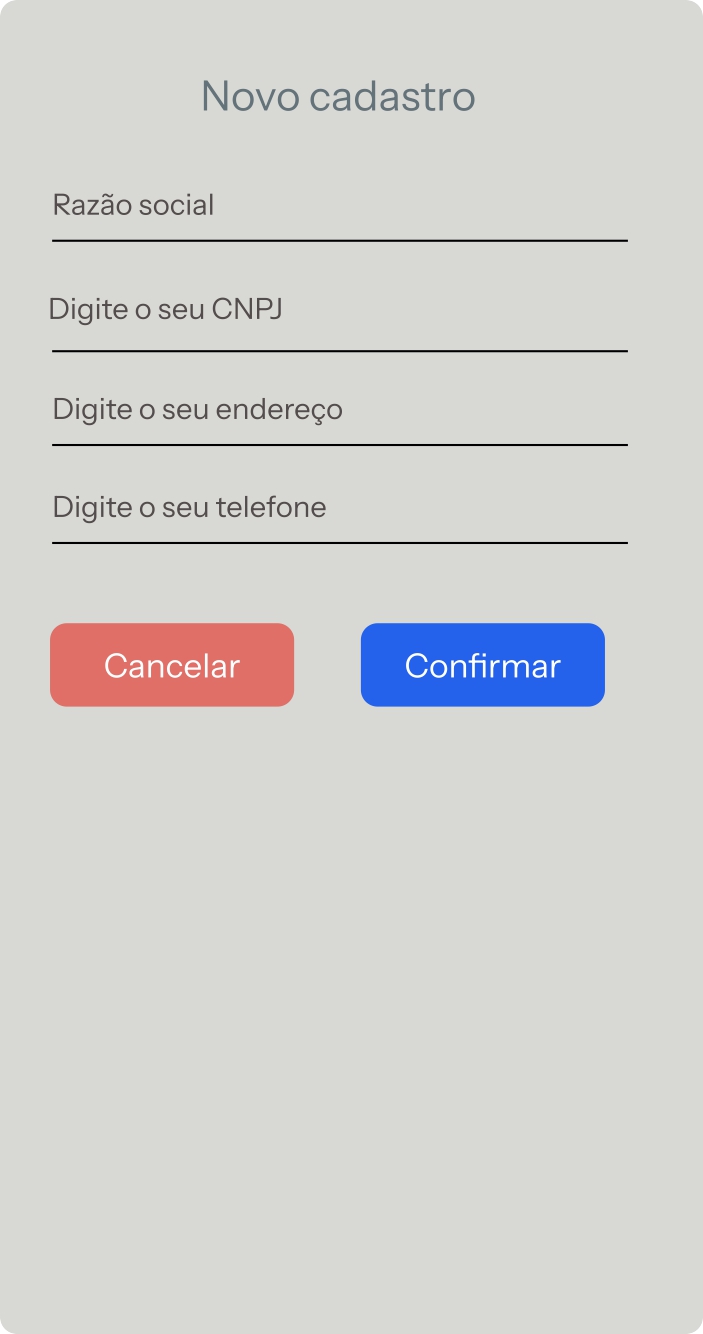 Novo cadastro
Razão social
Digite o seu CNPJ
Digite o seu endereço
Digite o seu telefone
Cancelar
Confirmar